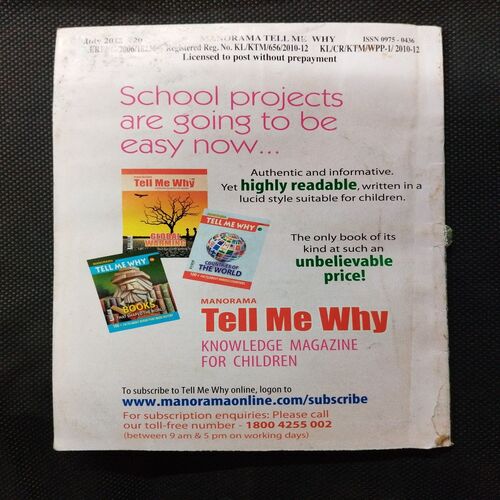 July 2012 ₹20 MANORAMA TELL ME WHY ISSN 0975 - 0436
Registered Reg. No. KL/KTM/656/2010-12 KL/CR/KTM/WPP-1/ 2010-12
Licensed to post without prepayment
School projects
are going to be
easy now...
Authentic and informative.
Yet highly readable, written in a
lucid style suitable for children.
Tell Me Why
GLOBAL
WARMING
TELL ME WHY
COUNTRIES
OF THE WORLD
TELL ME WHY
BOOKS
The only book of its
kind at such an
unbelievable
price!
MANORAMA
Tell Me Why
KNOWLEDGE MAGAZINE
FOR CHILDREN
To subscribe to Tell Me Why online, logon to
www.manoramaonline.com/subscribe
For subscription enquiries: Please call
our toll-free number - 1800 4255 002
(between 9 am & 5 pm on working days)